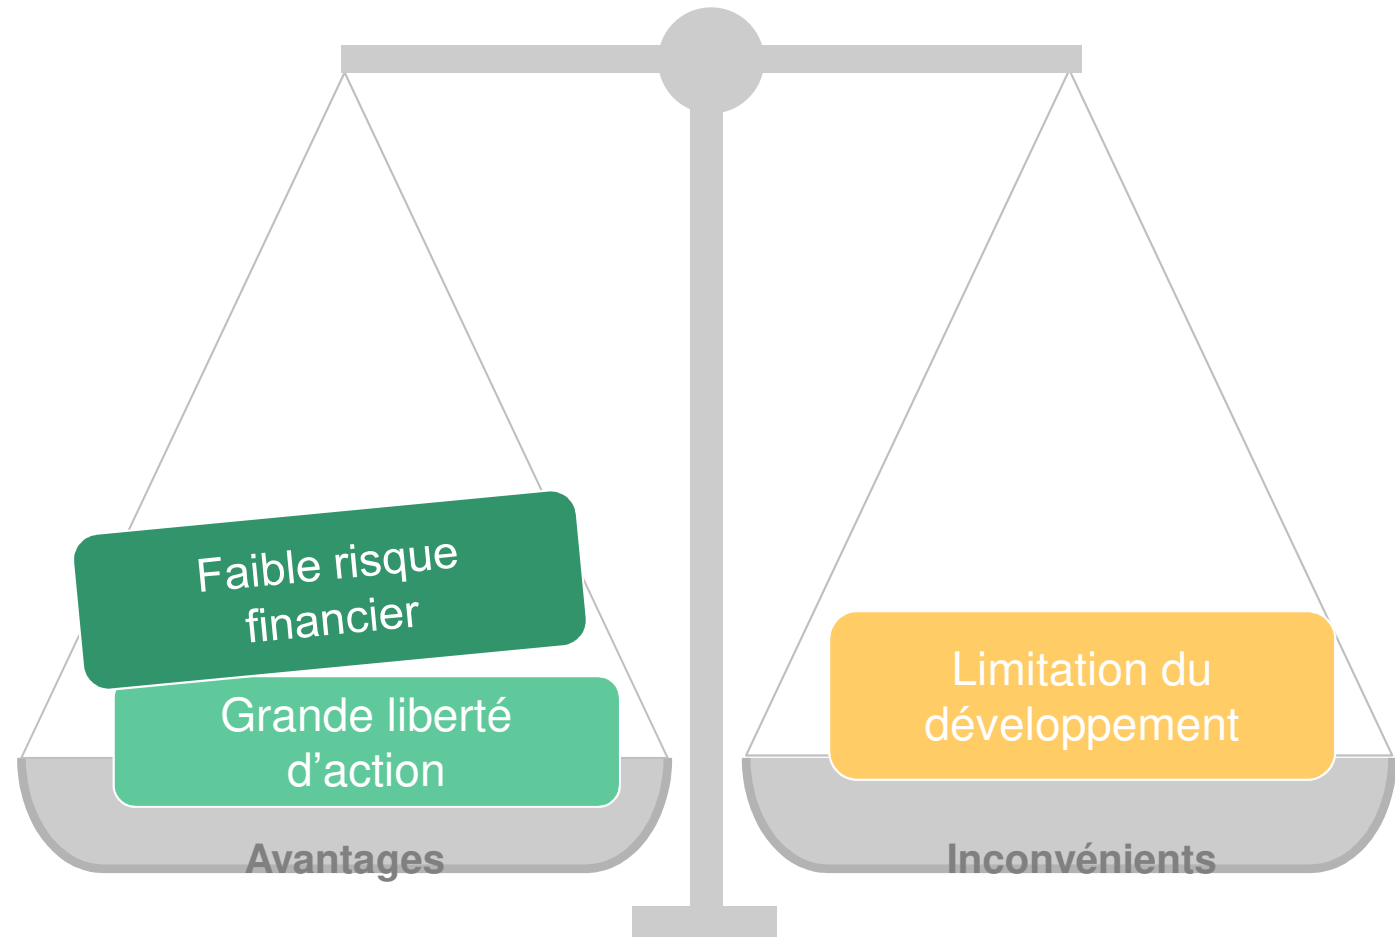 Faible risque
financier
Grande liberté
d’action
Avantages
Limitation du
développement
Inconvénients